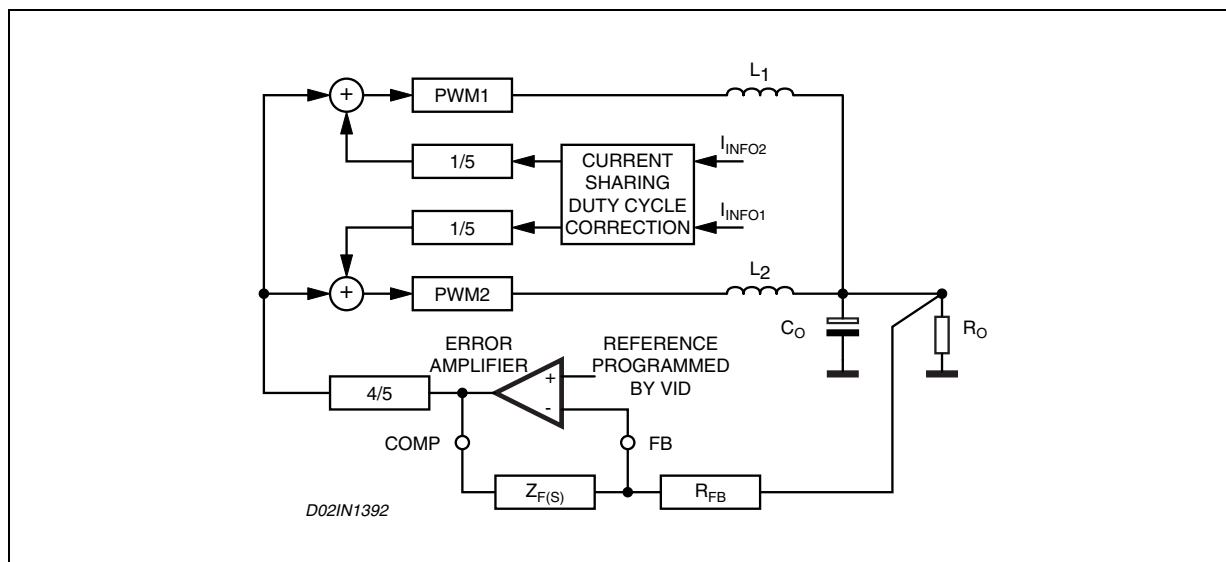 L1
PWM1
1/5
CURRENT
SHARING
DUTY CYCLE
CORRECTION
IINFO2
IINFO1
1/5
L2
PWM2
CO
RO
ERROR
AMPLIFIER
REFERENCE
PROGRAMMED
BY VID
4/5
+
+
+
-
COMP
FB
ZF(S)
RFB
D02IN1392